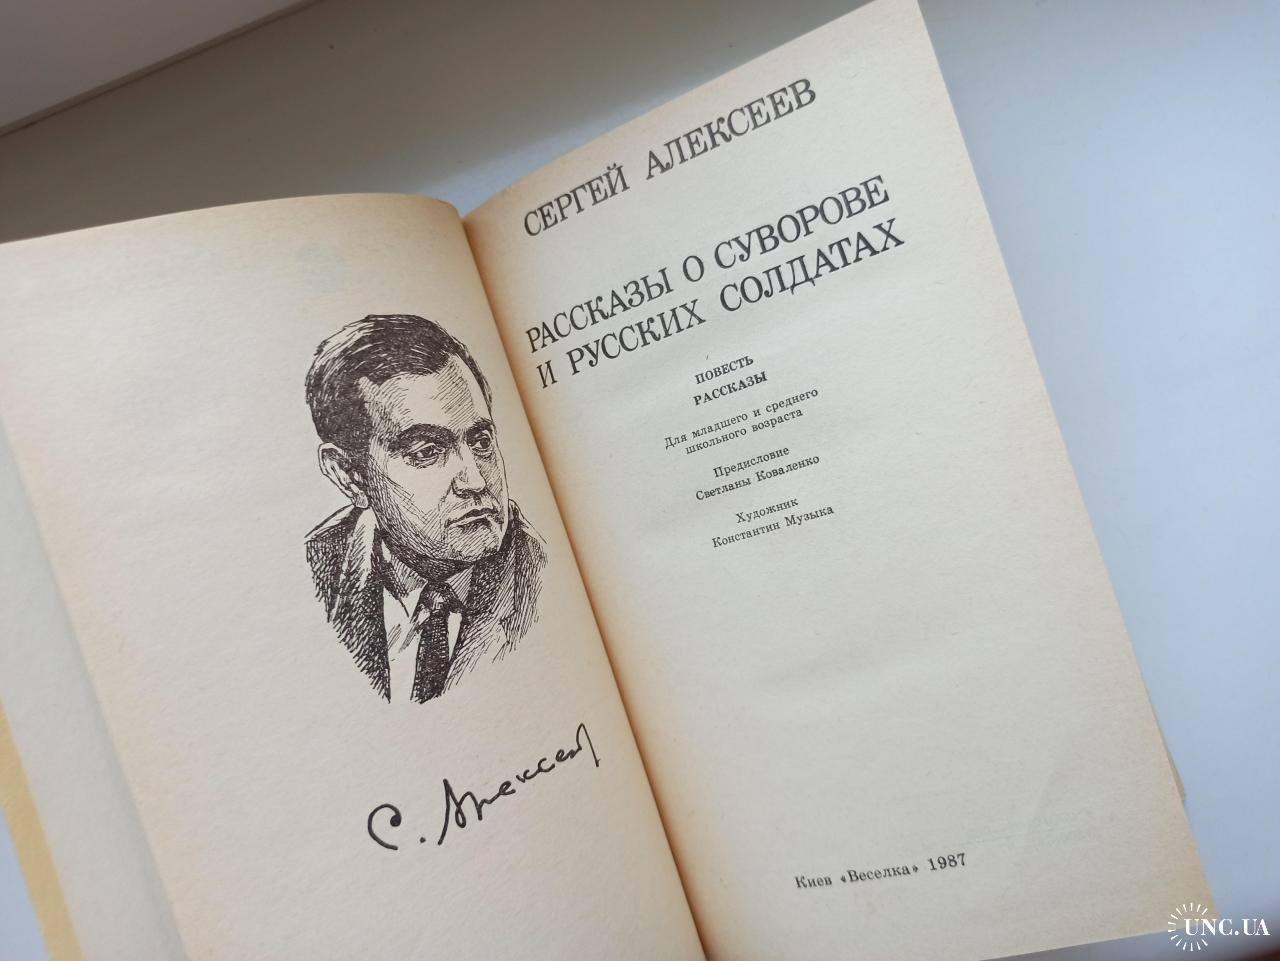 С. Алексеев
СЕРГЕЙ АЛЕКСЕЕВ
РАССКАЗЫ О СУВОРОВЕ
И РУССКИХ СОЛДАТАХ
ПОВЕСТЬ
РАССКАЗЫ
Для младшего и среднего
школьного возраста
Предисловие
Светланы Коваленко
Художник
Константин Музыка
Киев «Веселка» 1987
UNC.UA